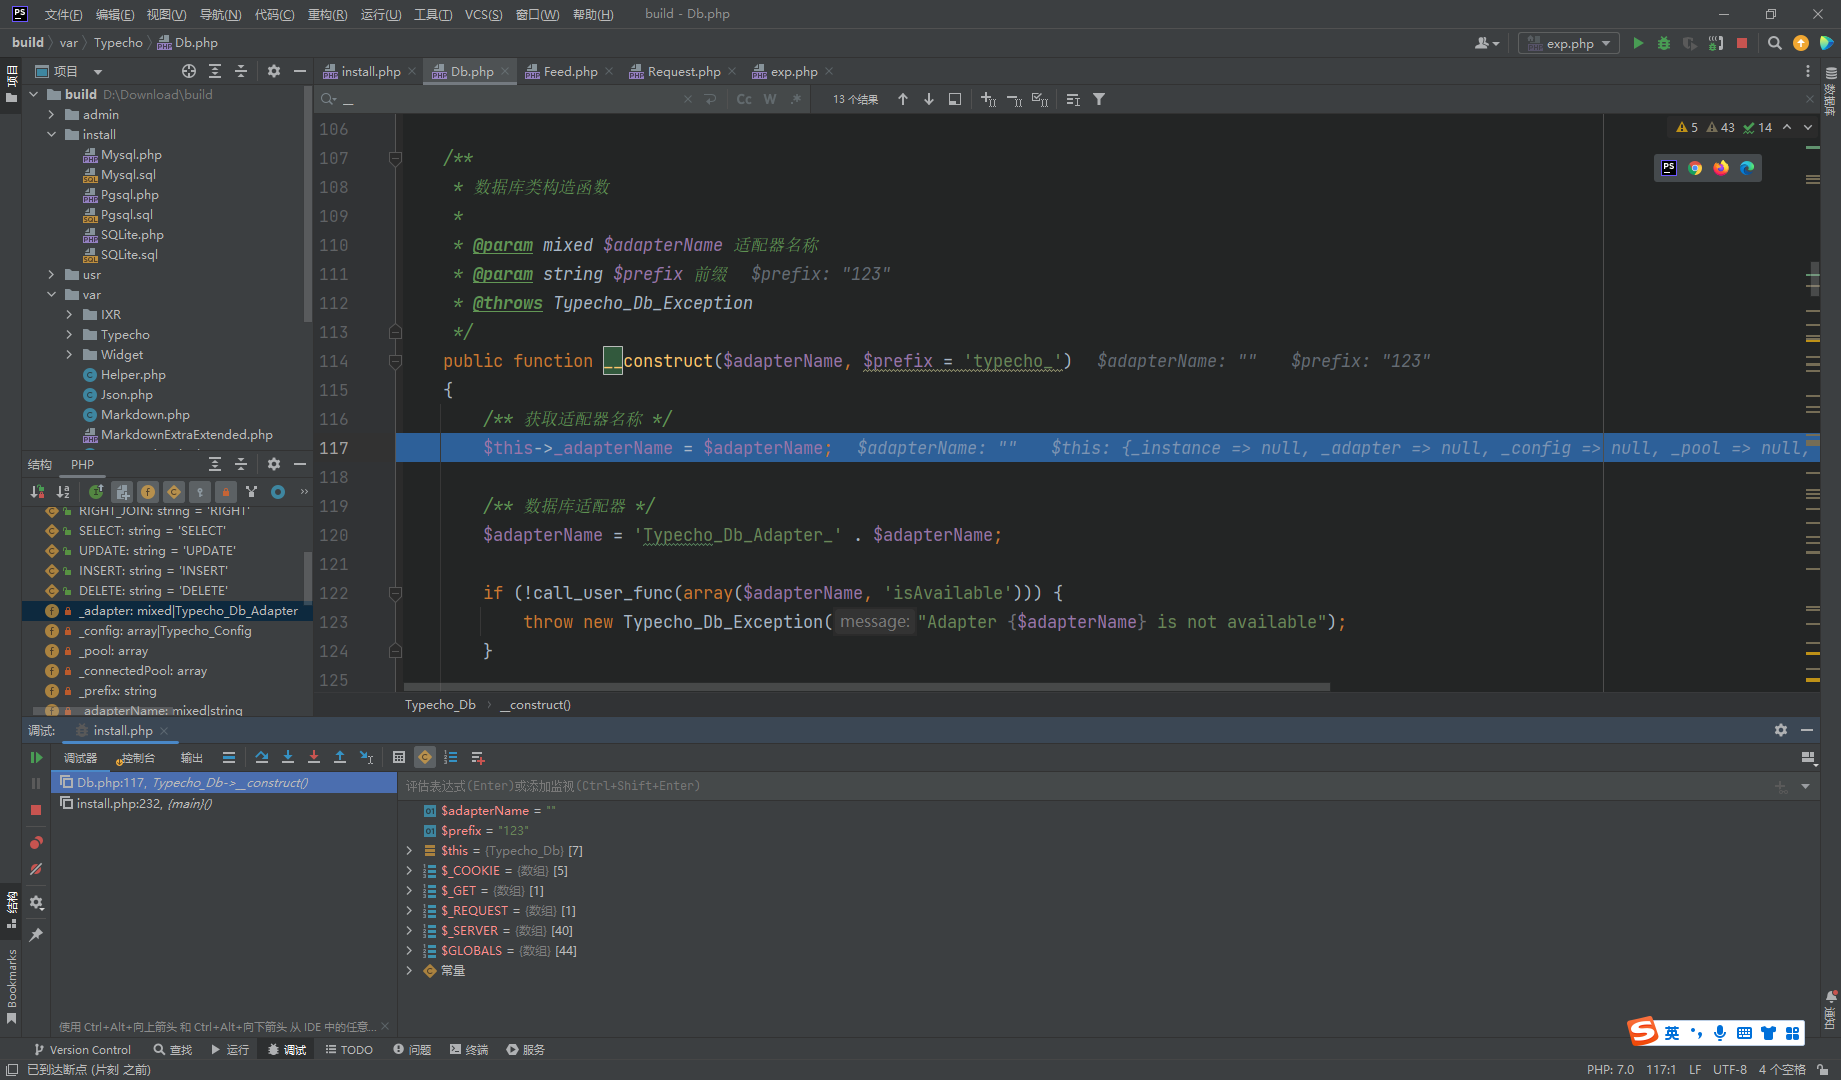 文件(F) 编辑(E) 视图(V) 导航(N) 代码(C) 重构(R) 运行(U) 工具(T) VCS(S) 窗口(W) 帮助(H) build - Db.php
build var Typecho Db.php exp.php
项目
install.php Db.php Feed.php Request.php exp.php
__ Cc W .* 13 个结果
build D:\Download\build
admin
install
Mysql.php
Mysql.sql
Pgsql.php
Pgsql.sql
SQLite.php
SQLite.sql
usr
var
IXR
Typecho
Widget
Helper.php
Json.php
Markdown.php
MarkdownExtraExtended.php
结构 PHP
RIGHT_JOIN: string = 'RIGHT'
SELECT: string = 'SELECT'
UPDATE: string = 'UPDATE'
INSERT: string = 'INSERT'
DELETE: string = 'DELETE'
_adapter: mixed|Typecho_Db_Adapter
_config: array|Typecho_Config
_pool: array
_connectedPool: array
_prefix: string
_adapterName: mixed|string
5 43 14
106
107 /**
108 * 数据库类构造函数
109 *
110 * @param mixed $adapterName 适配器名称
111 * @param string $prefix 前缀 $prefix: "123"
112 * @throws Typecho_Db_Exception
113 */
114 public function __construct($adapterName, $prefix = 'typecho_') $adapterName: "" $prefix: "123"
115 {
116 /** 获取适配器名称 */
117 $this->_adapterName = $adapterName; $adapterName: "" $this: {_instance => null, _adapter => null, _config => null, _pool => null,
118
119 /** 数据库适配器 */
120 $adapterName = 'Typecho_Db_Adapter_' . $adapterName;
121
122 if (!call_user_func(array($adapterName, 'isAvailable'))) {
123 throw new Typecho_Db_Exception( message: "Adapter {$adapterName} is not available");
124 }
125
Typecho_Db __construct()
调试: install.php
调试器 控制台 输出
Db.php:117, Typecho_Db->__construct()
install.php:232, {main}()
评估表达式(Enter)或添加监视(Ctrl+Shift+Enter)
$adapterName = ""
$prefix = "123"
$this = {Typecho_Db} [7]
$_COOKIE = {数组} [5]
$_GET = {数组} [1]
$_REQUEST = {数组} [1]
$_SERVER = {数组} [40]
$GLOBALS = {数组} [44]
常量
使用 Ctrl+Alt+向上箭头 和 Ctrl+Alt+向下箭头 从 IDE 中的任意...
项目
结构
Bookmarks
数据库
通知
英
Version Control 查找 运行 调试 TODO 问题 终端 服务
已到达断点 (片刻 之前) PHP: 7.0 117:1 LF UTF-8 4 个空格